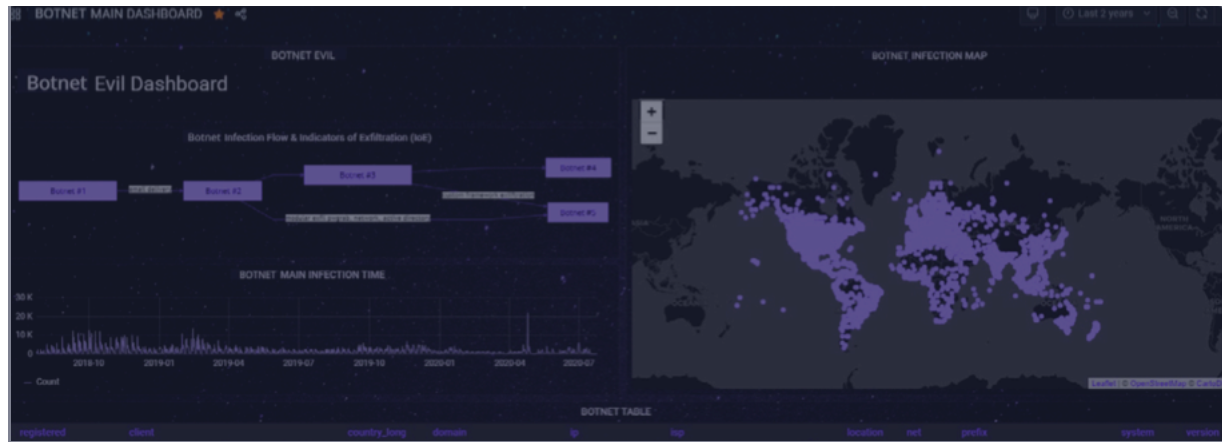 BOTNET MAIN DASHBOARD
Last 2 years
BOTNET EVIL
Botnet Evil Dashboard
Botnet Infection Flow & Indicators of Exfiltration (IoE)
Botnet #1
email delivery
Botnet #2
Botnet #3
Botnet #4
Botnet #5
BOTNET MAIN INFECTION TIME
30 K
20 K
10 K
0
2018-10 2019-01 2019-04 2019-07 2019-10 2020-01 2020-04 2020-07
Count
BOTNET INFECTION MAP
+
−
NORTH
AMERICA
Leaflet | © OpenStreetMap © CartoD
BOTNET TABLE
registered client country_long domain ip isp location net prefix system version